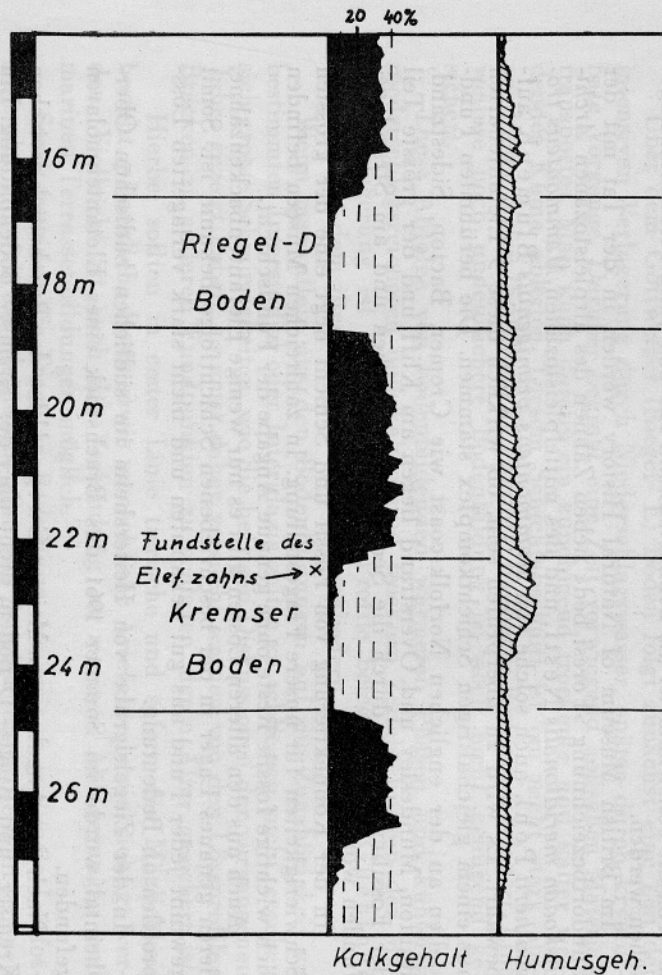 20 40%
16 m
Riegel-D
18 m
Boden
20 m
22 m
Fundstelle des
Elef. zahns → x
Kremser
24 m
Boden
26 m
Kalkgehalt
Humusgeh.